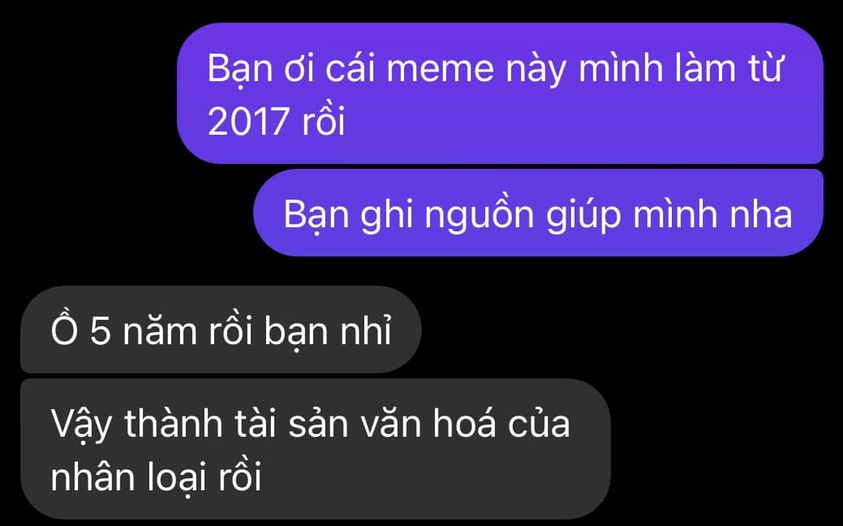 Bạn ơi cái meme này mình làm từ
2017 rồi
Bạn ghi nguồn giúp mình nha
Ồ 5 năm rồi bạn nhỉ
Vậy thành tài sản văn hoá của
nhân loại rồi